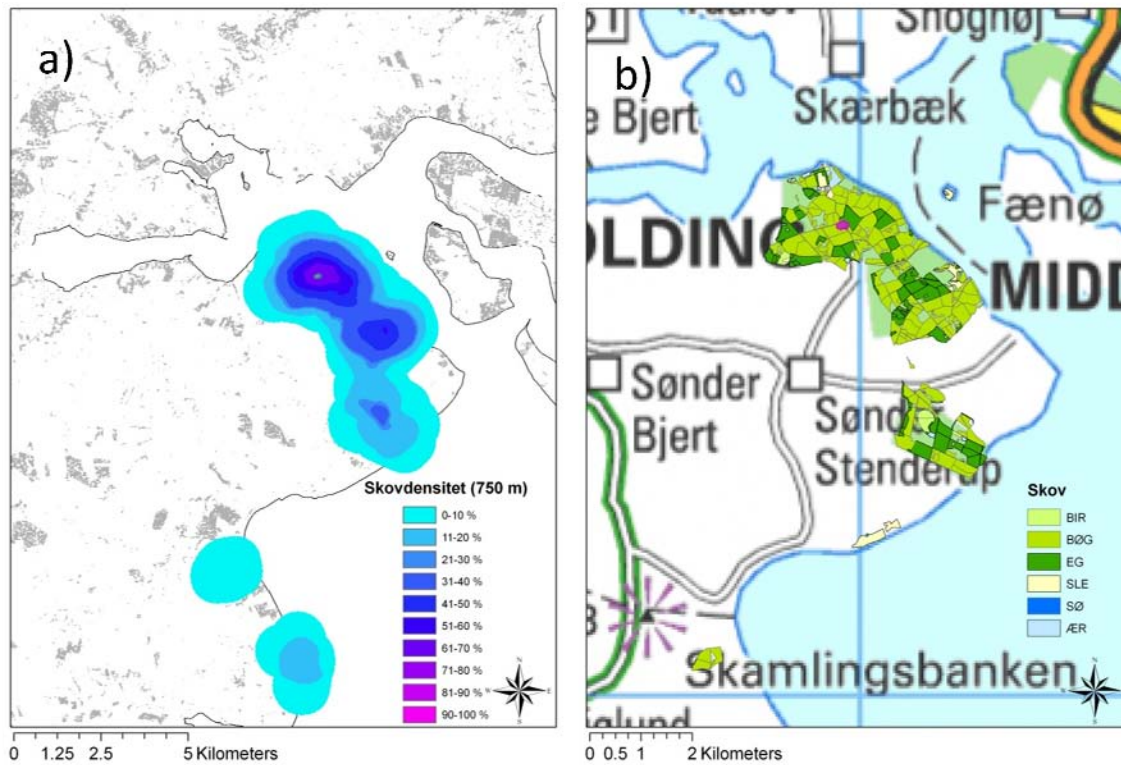 a)
Skovdensitet (750 m)
0-10 %
11-20 %
21-30 %
31-40 %
41-50 %
51-60 %
61-70 %
71-80 %
81-90 %
90-100 %
0 1.25 2.5 5 Kilometers
b)
Snoghøj
Skærbæk
e Bjert
Fænø
OLDING
MIDD
Sønder
Bjert
Sønder
Stenderup
Skov
BIR
BØG
EG
SLE
SØ
ÆR
Skamlingsbanken
0 0.5 1 2 Kilometers